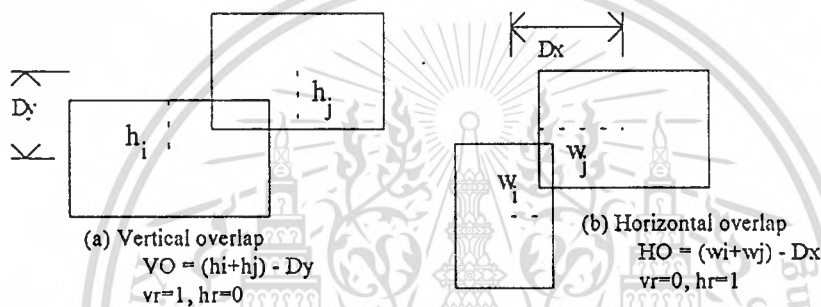 Dy
h_i
h_j
(a) Vertical overlap
VO = (hi+hj) - Dy
vr=1, hr=0
Dx
w_j
w_i
(b) Horizontal overlap
HO = (wi+wj) - Dx
vr=0, hr=1